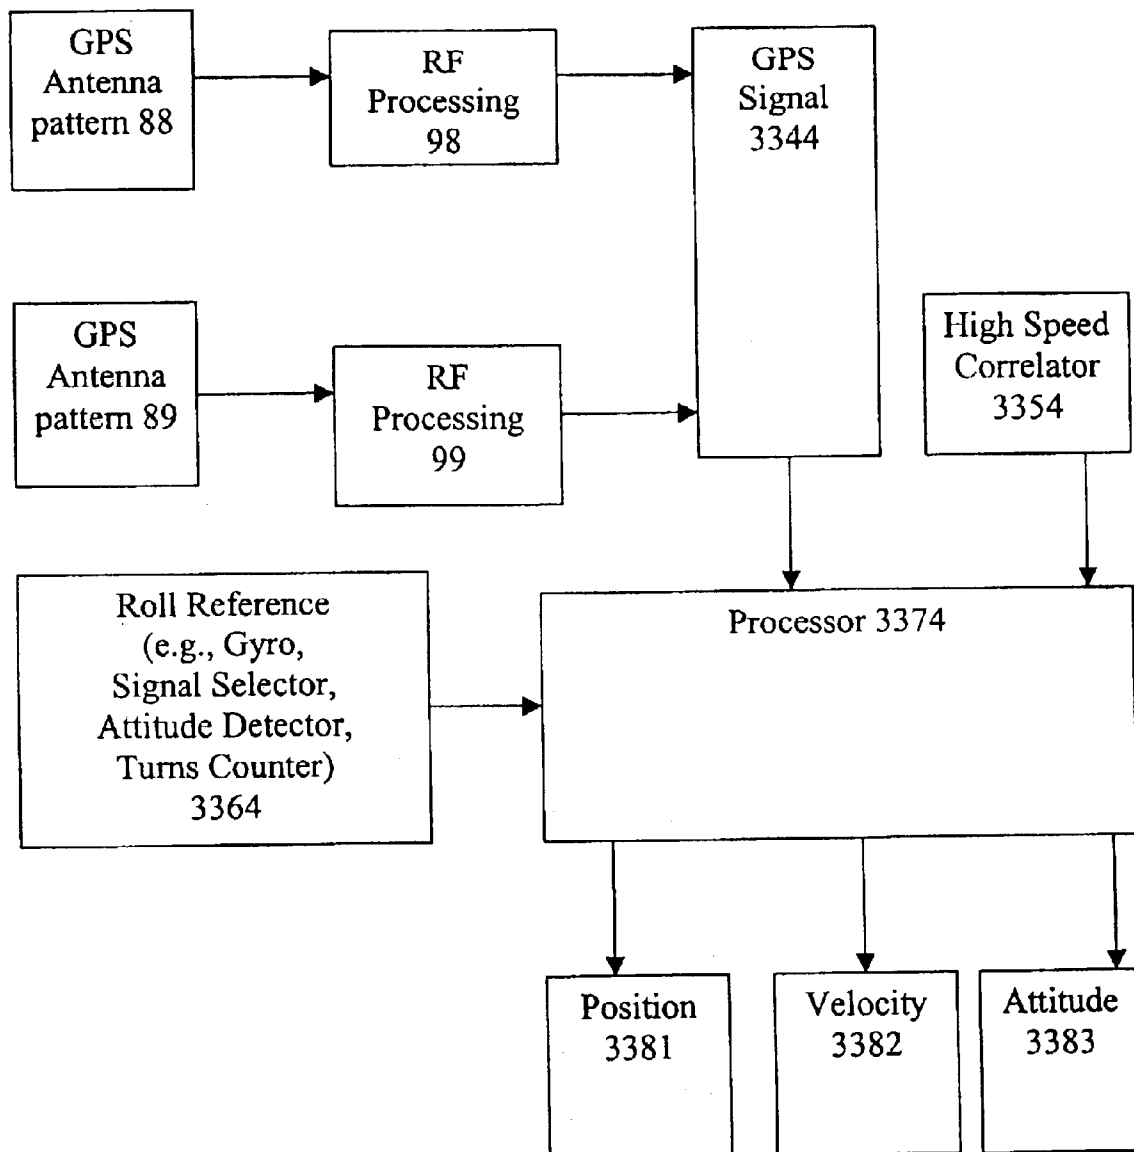 GPS
Antenna
pattern 88
RF
Processing
98
GPS
Signal
3344
GPS
Antenna
pattern 89
RF
Processing
99
High Speed
Correlator
3354
Roll Reference
(e.g., Gyro,
Signal Selector,
Attitude Detector,
Turns Counter)
3364
Processor 3374
Position
3381
Velocity
3382
Attitude
3383